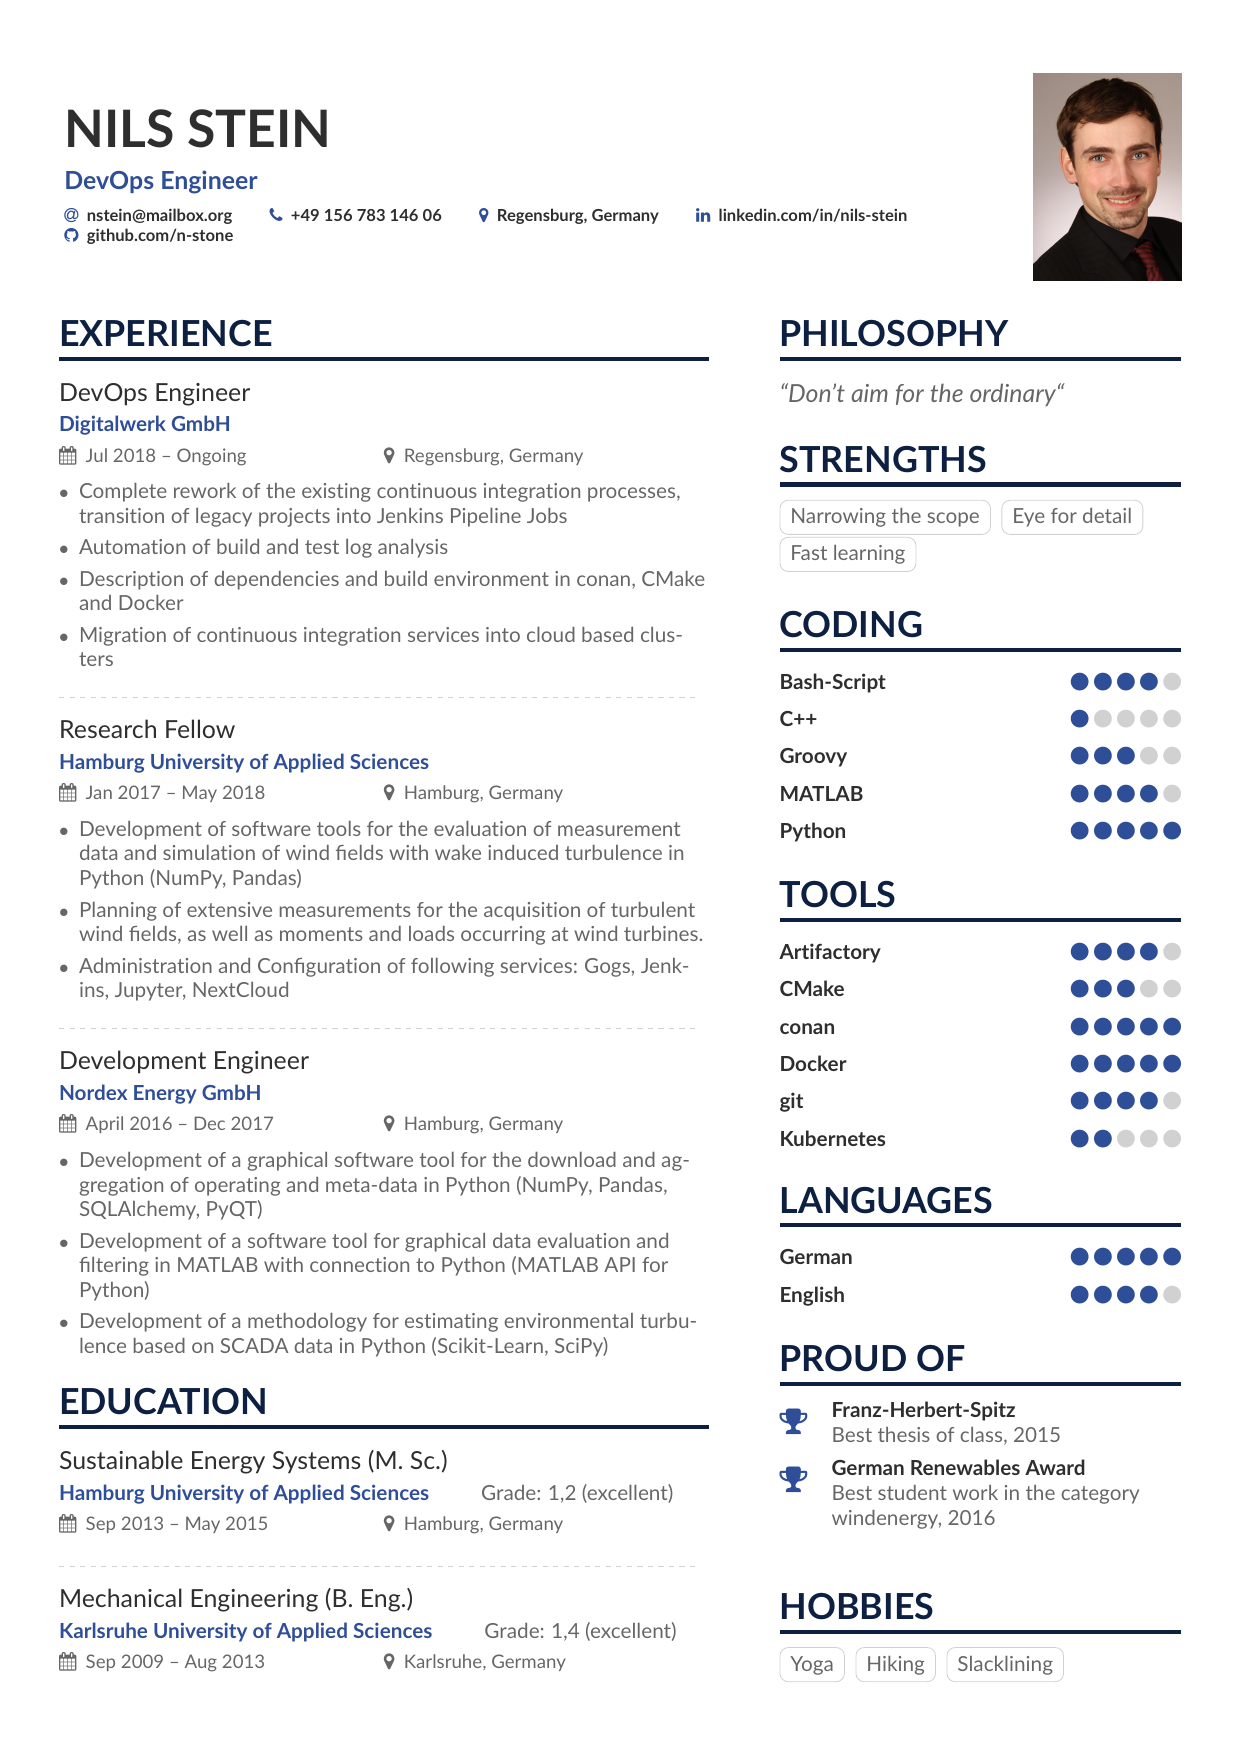 NILS STEIN
DevOps Engineer
nstein@mailbox.org +49 156 783 146 06 Regensburg, Germany linkedin.com/in/nils-stein
github.com/n-stone
EXPERIENCE
DevOps Engineer
Digitalwerk GmbH
Jul 2018 – Ongoing Regensburg, Germany
• Complete rework of the existing continuous integration processes,
transition of legacy projects into Jenkins Pipeline Jobs
• Automation of build and test log analysis
• Description of dependencies and build environment in conan, CMake
and Docker
• Migration of continuous integration services into cloud based clus-
ters
Research Fellow
Hamburg University of Applied Sciences
Jan 2017 – May 2018 Hamburg, Germany
• Development of software tools for the evaluation of measurement
data and simulation of wind fields with wake induced turbulence in
Python (NumPy, Pandas)
• Planning of extensive measurements for the acquisition of turbulent
wind fields, as well as moments and loads occurring at wind turbines.
• Administration and Configuration of following services: Gogs, Jenk-
ins, Jupyter, NextCloud
Development Engineer
Nordex Energy GmbH
April 2016 – Dec 2017 Hamburg, Germany
• Development of a graphical software tool for the download and ag-
gregation of operating and meta-data in Python (NumPy, Pandas,
SQLAlchemy, PyQT)
• Development of a software tool for graphical data evaluation and
filtering in MATLAB with connection to Python (MATLAB API for
Python)
• Development of a methodology for estimating environmental turbu-
lence based on SCADA data in Python (Scikit-Learn, SciPy)
EDUCATION
Sustainable Energy Systems (M. Sc.)
Hamburg University of Applied Sciences Grade: 1,2 (excellent)
Sep 2013 – May 2015 Hamburg, Germany
Mechanical Engineering (B. Eng.)
Karlsruhe University of Applied Sciences Grade: 1,4 (excellent)
Sep 2009 – Aug 2013 Karlsruhe, Germany
PHILOSOPHY
“Don’t aim for the ordinary“
STRENGTHS
Narrowing the scope Eye for detail
Fast learning
CODING
Bash-Script
C++
Groovy
MATLAB
Python
TOOLS
Artifactory
CMake
conan
Docker
git
Kubernetes
LANGUAGES
German
English
PROUD OF
Franz-Herbert-Spitz
Best thesis of class, 2015
German Renewables Award
Best student work in the category
windenergy, 2016
HOBBIES
Yoga Hiking Slacklining